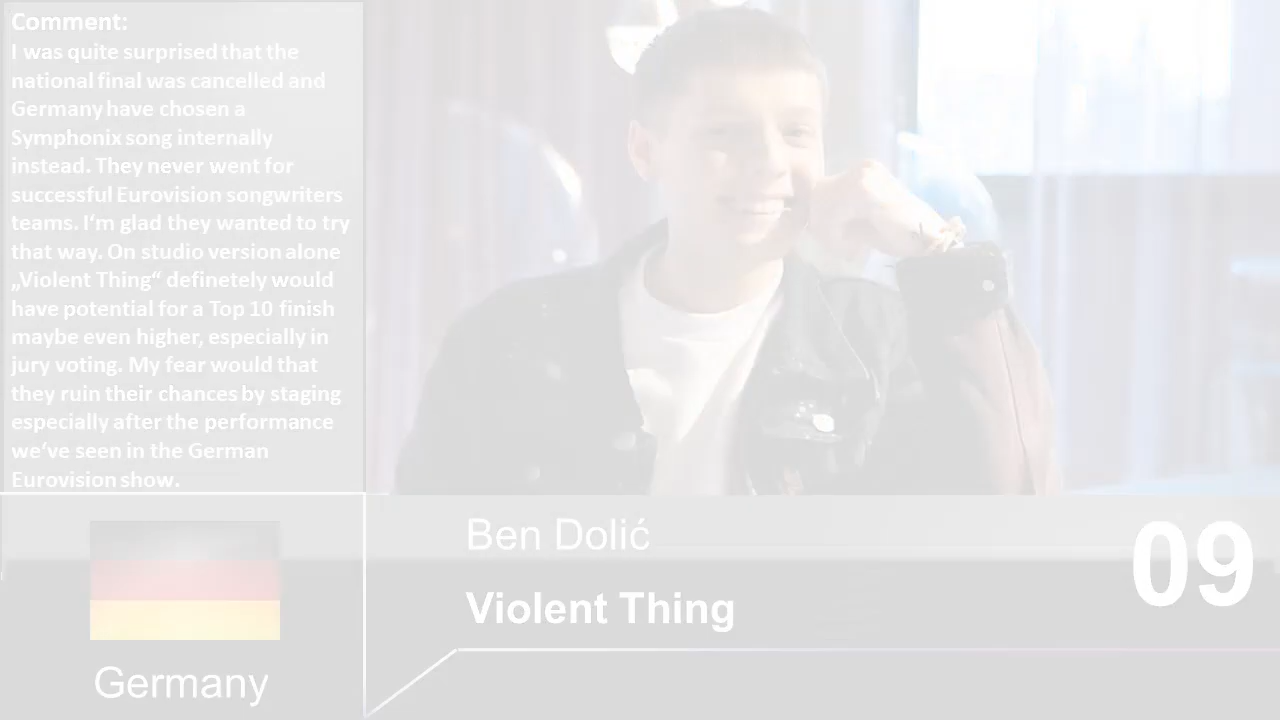 Comment:
I was quite surprised that the
national final was cancelled and
Germany have chosen a
Symphonix song internally
instead. They never went for
successful Eurovision songwriters
teams. I‘m glad they wanted to try
that way. On studio version alone
„Violent Thing“ definetely would
have potential for a Top 10 finish
maybe even higher, especially in
jury voting. My fear would that
they ruin their chances by staging
especially after the performance
we‘ve seen in the German
Eurovision show.
Ben Dolić
09
Violent Thing
Germany